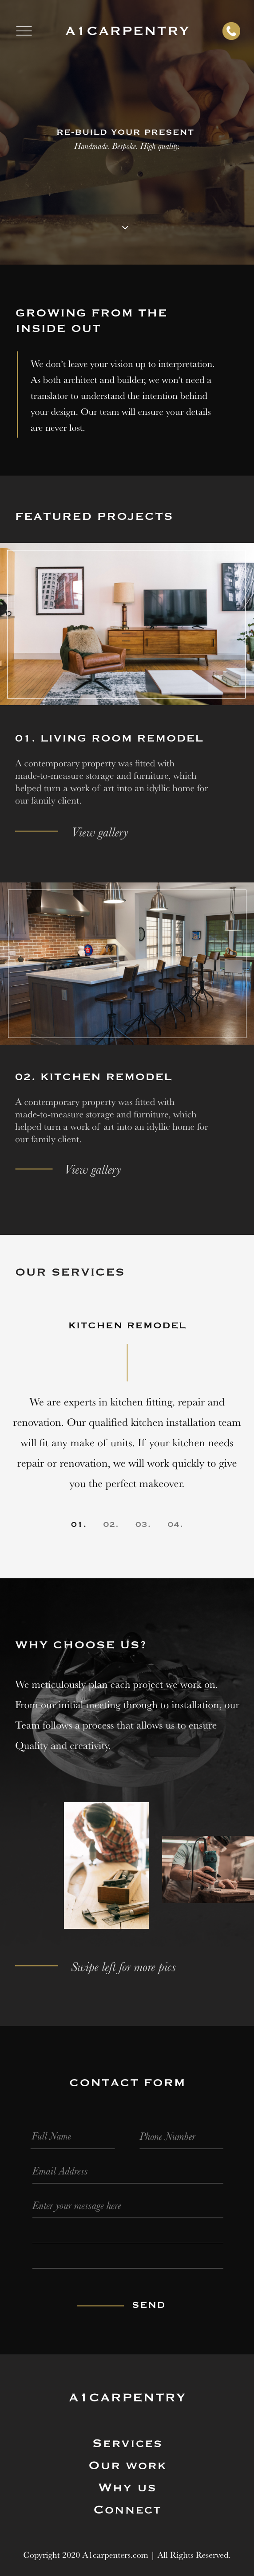 A1CARPENTRY
RE-BUILD YOUR PRESENT
Handmade. Bespoke. High quality.
GROWING FROM THE
INSIDE OUT
We don't leave your vision up to interpretation.
As both architect and builder, we won't need a
translator to understand the intention behind
your design. Our team will ensure your details
are never lost.
FEATURED PROJECTS
01. LIVING ROOM REMODEL
A contemporary property was fitted with
made-to-measure storage and furniture, which
helped turn a work of art into an idyllic home for
our family client.
View gallery
02. KITCHEN REMODEL
A contemporary property was fitted with
made-to-measure storage and furniture, which
helped turn a work of art into an idyllic home for
our family client.
View gallery
OUR SERVICES
KITCHEN REMODEL
We are experts in kitchen fitting, repair and
renovation. Our qualified kitchen installation team
will fit any make of units. If your kitchen needs
repair or renovation, we will work quickly to give
you the perfect makeover.
01. 02. 03. 04.
WHY CHOOSE US?
We meticulously plan each project we work on.
From our initial meeting through to installation, our
Team follows a process that allows us to ensure
Quality and creativity.
Swipe left for more pics
CONTACT FORM
Full Name Phone Number
Email Address
Enter your message here
SEND
A1CARPENTRY
SERVICES
OUR WORK
WHY US
CONNECT
Copyright 2020 A1carpenters.com | All Rights Reserved.